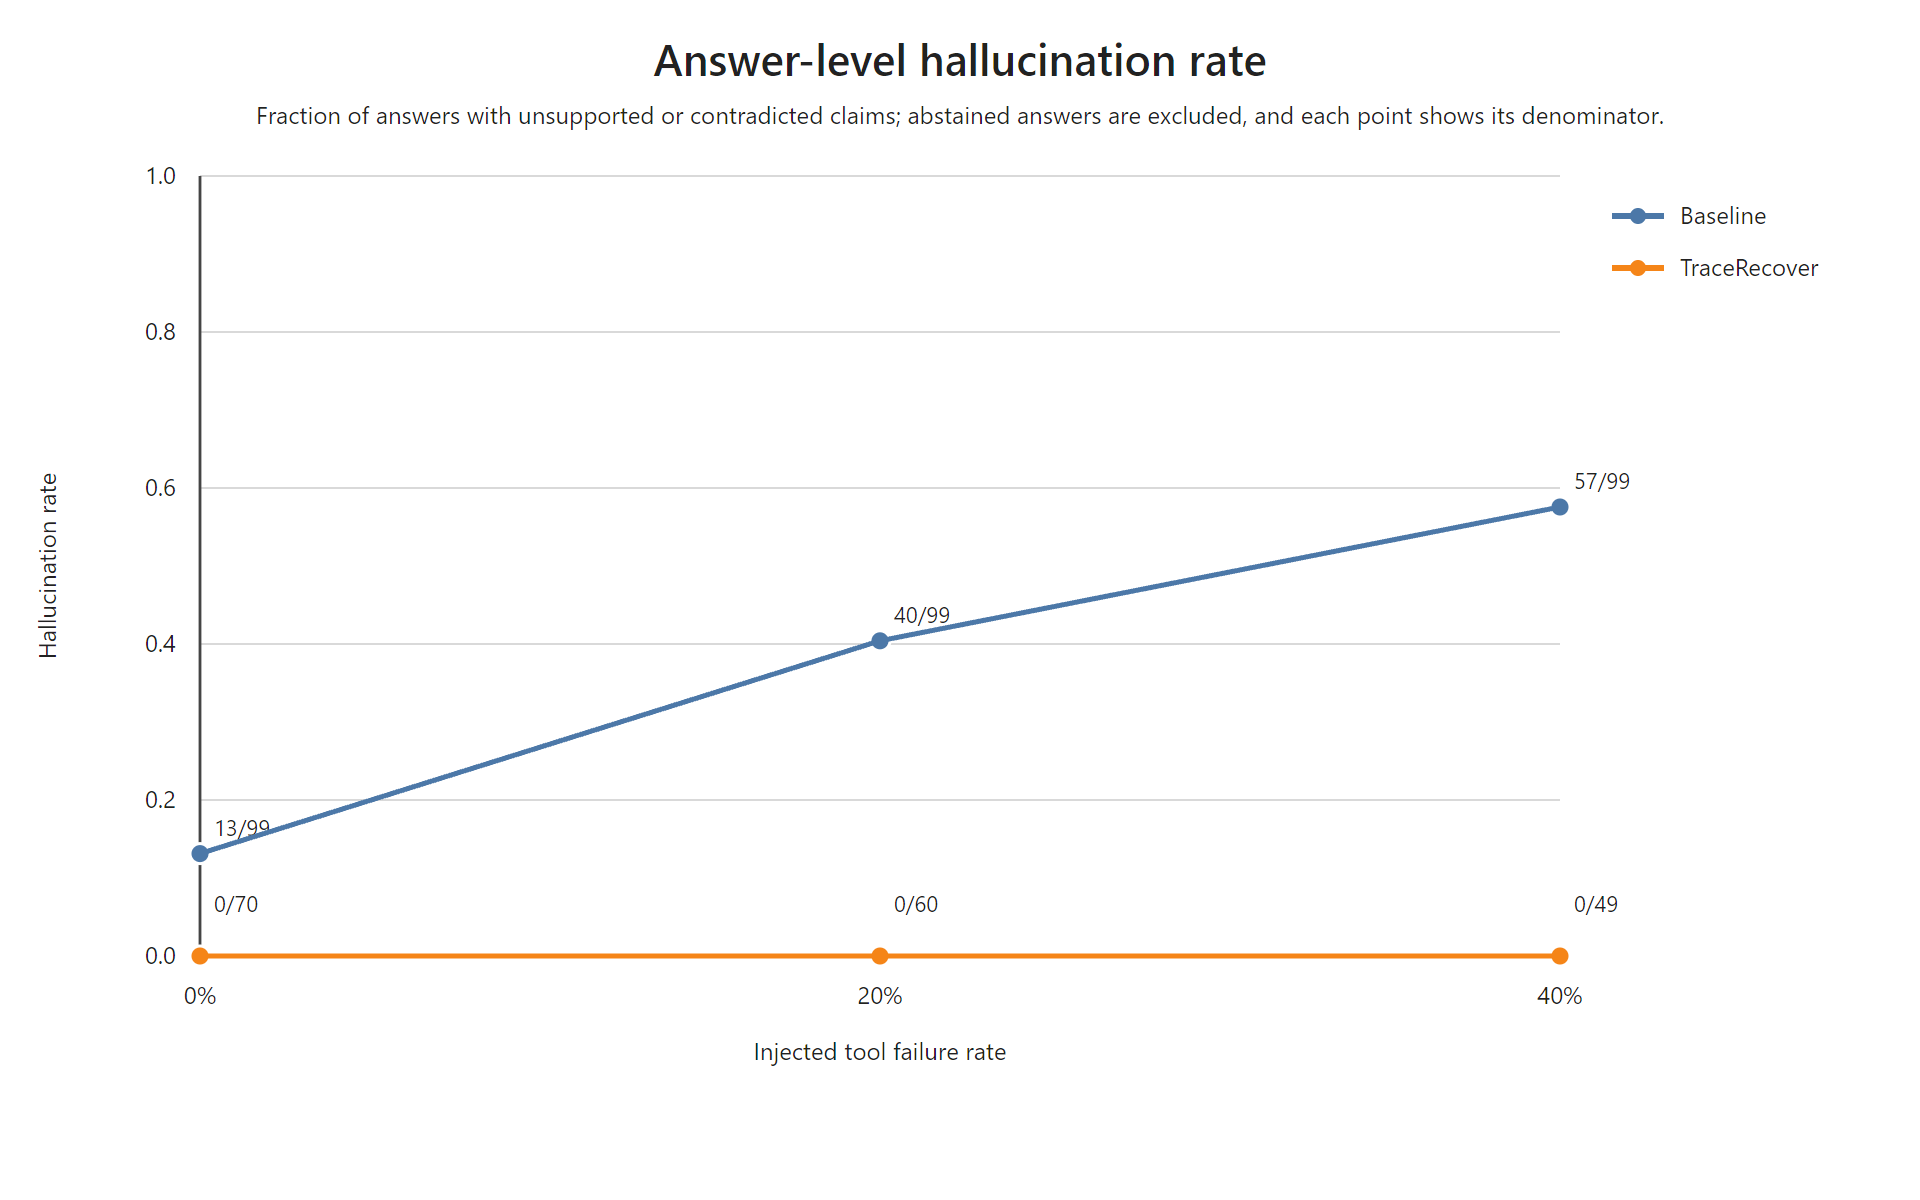 Answer-level hallucination rate
Fraction of answers with unsupported or contradicted claims; abstained answers are excluded, and each point shows its denominator.
1.0
Baseline
TraceRecover
0.8
0.6
57/99
Hallucination rate
40/99
0.4
0.2
13/99
0/70
0/60
0/49
0.0
0%
20%
40%
Injected tool failure rate